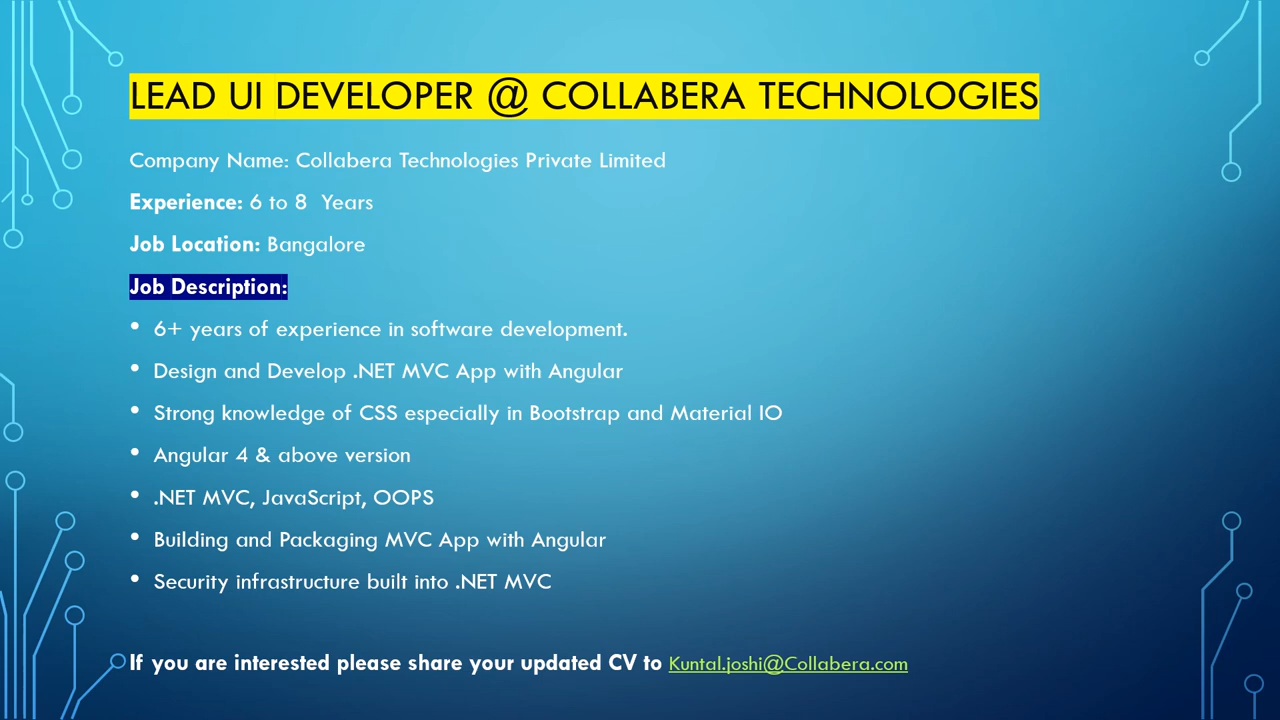 LEAD UI DEVELOPER @ COLLABERA TECHNOLOGIES
Company Name: Collabera Technologies Private Limited
Experience: 6 to 8  Years
Job Location: Bangalore
Job Description:
• 6+ years of experience in software development.
• Design and Develop .NET MVC App with Angular
• Strong knowledge of CSS especially in Bootstrap and Material IO
• Angular 4 & above version
• .NET MVC, JavaScript, OOPS
• Building and Packaging MVC App with Angular
• Security infrastructure built into .NET MVC
If you are interested please share your updated CV to Kuntal.joshi@Collabera.com